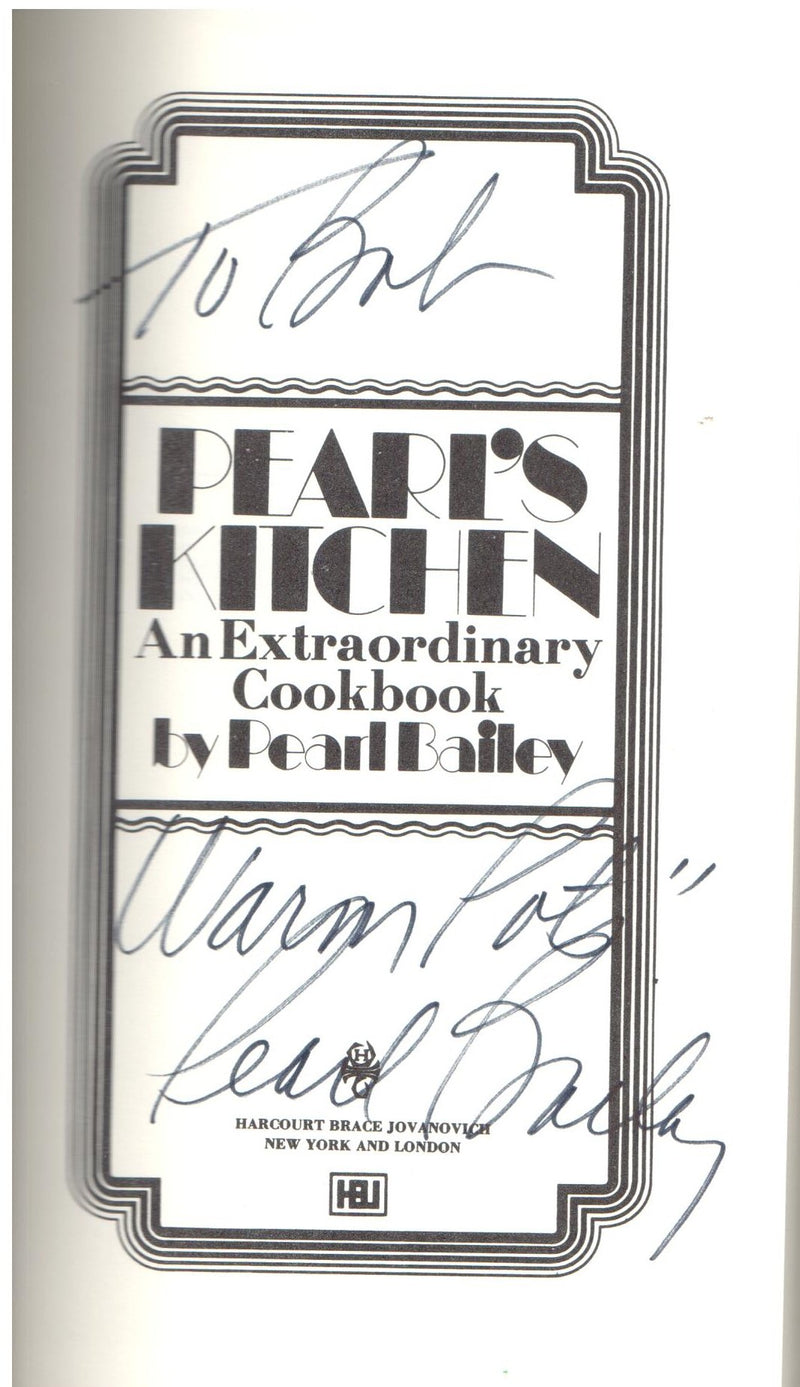 To Bob
PEARL'S
KITCHEN
An Extraordinary
Cookbook
by Pearl Bailey
Warm Pots"
Pearl Bailey
H
HARCOURT BRACE JOVANOVICH
NEW YORK AND LONDON
HBJ